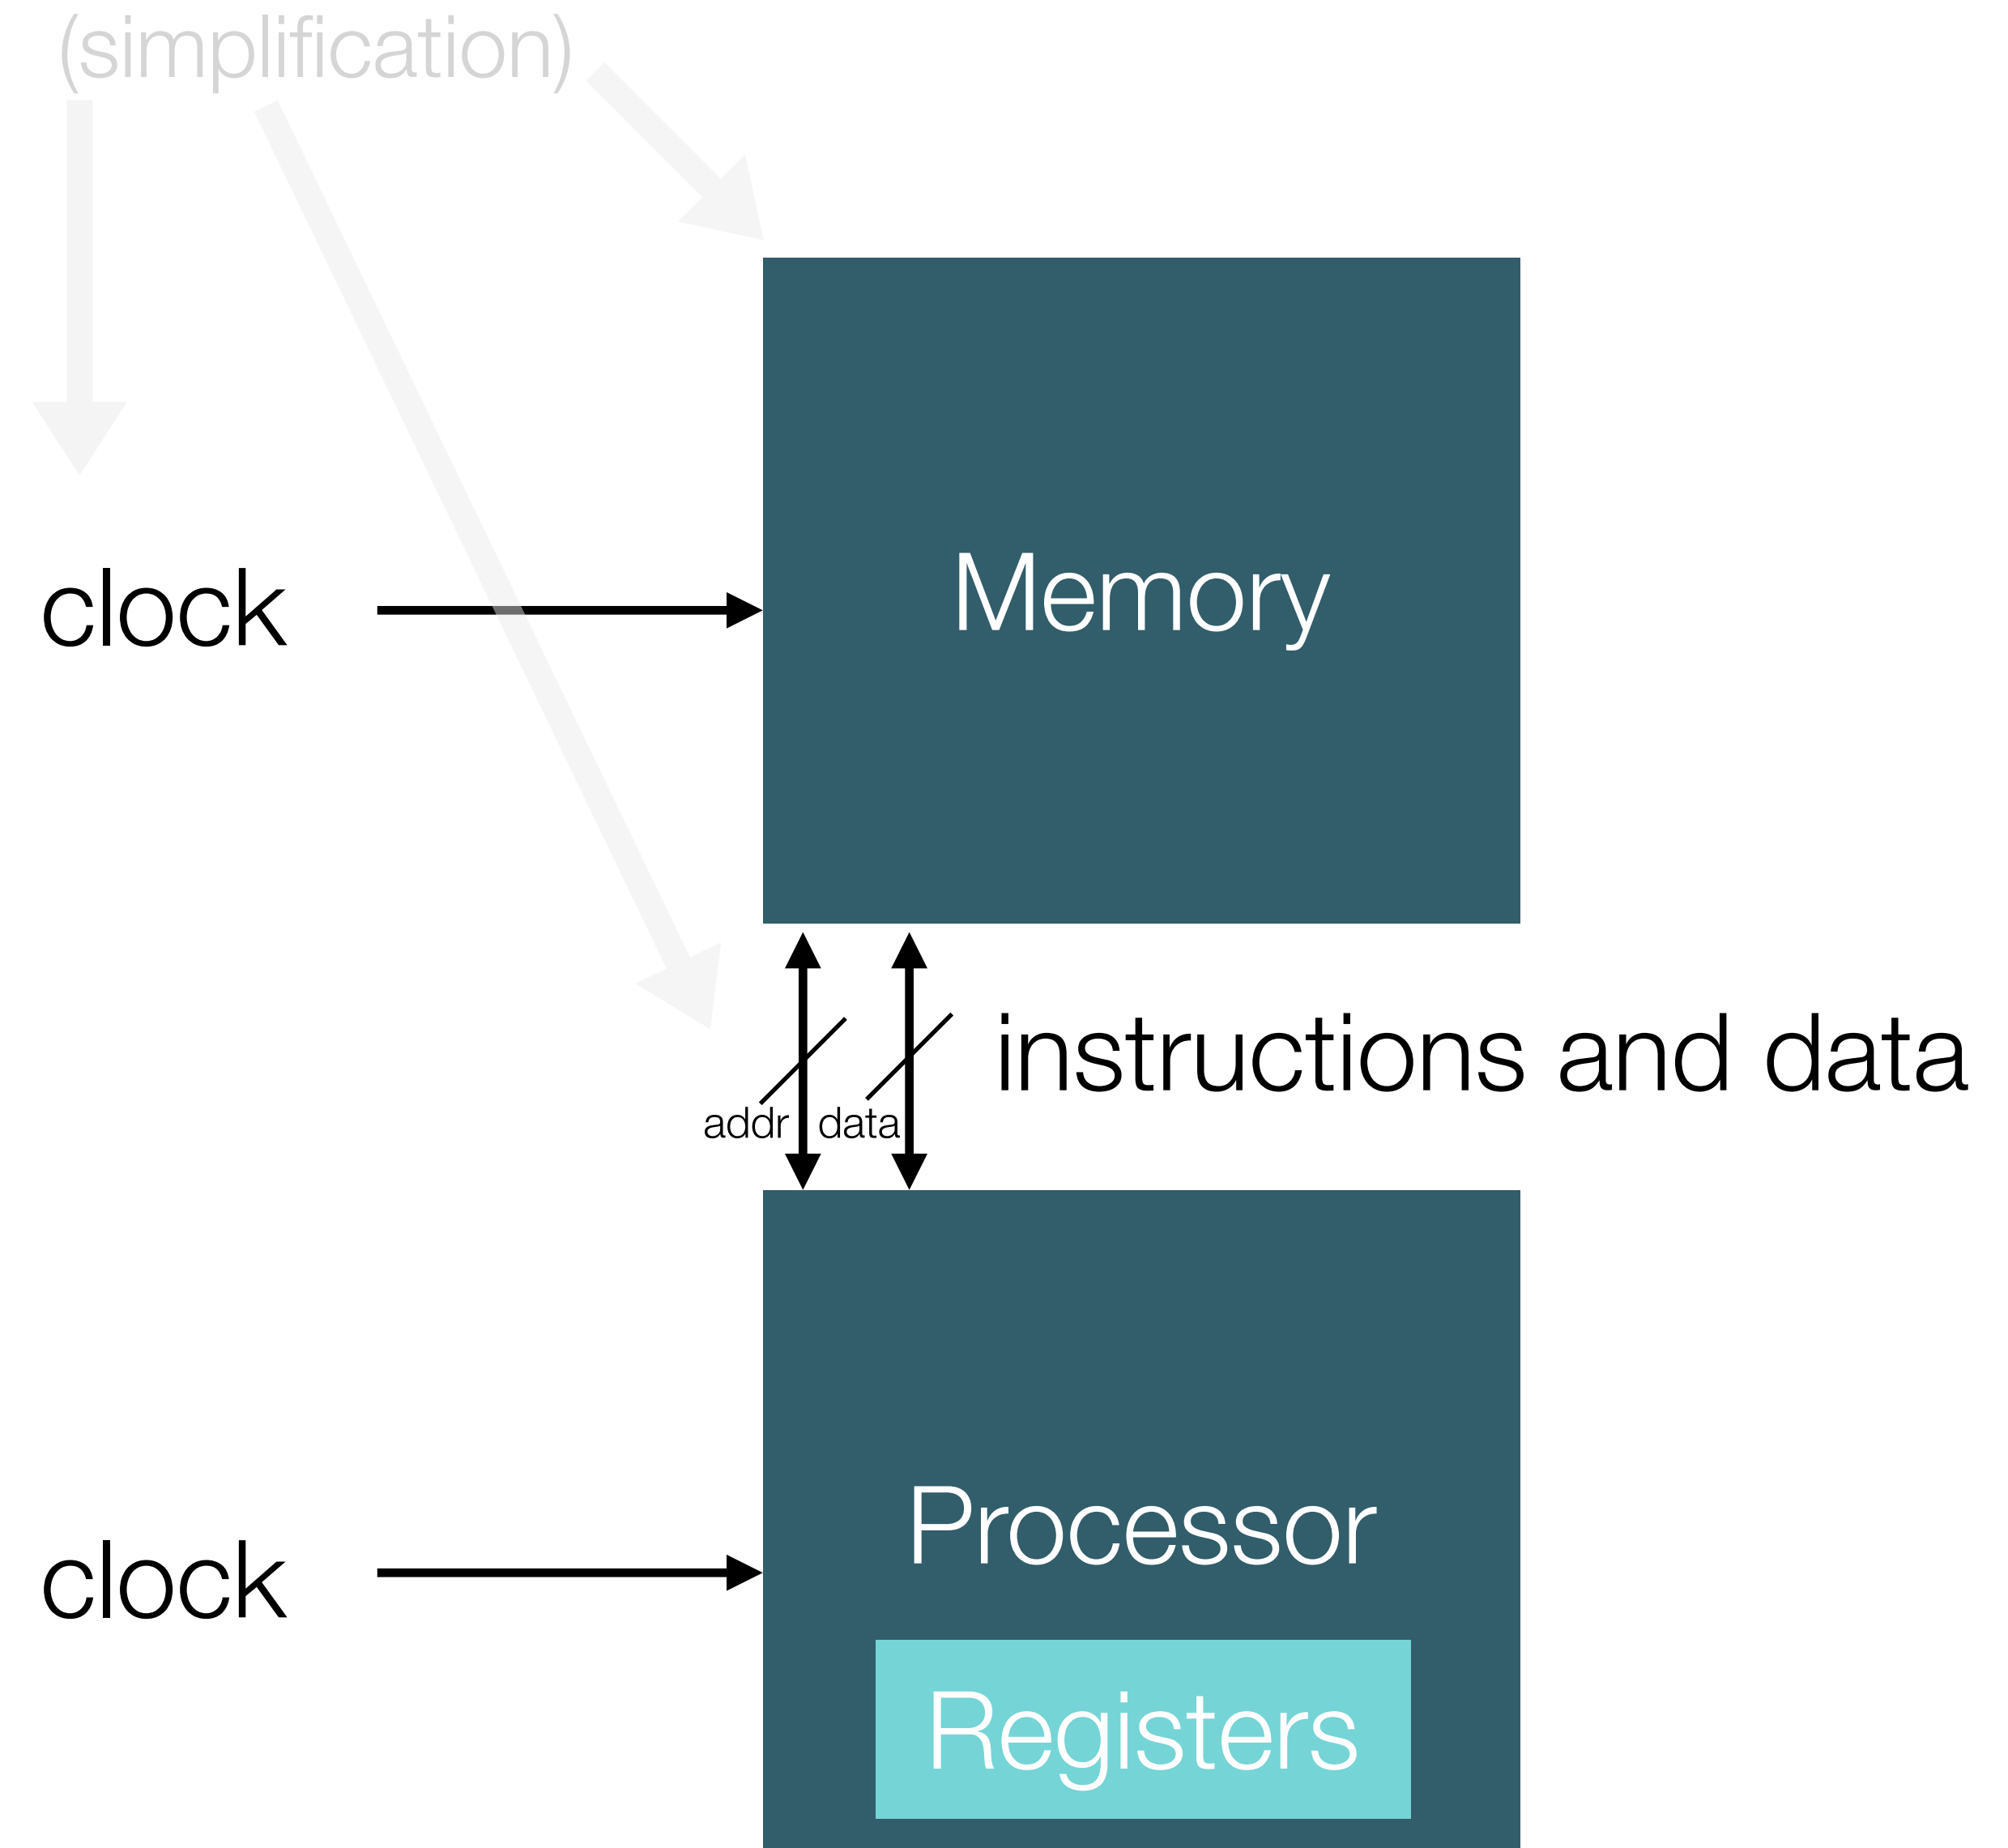 (simplification)
clock
Memory
instructions and data
addr
data
Processor
clock
Registers